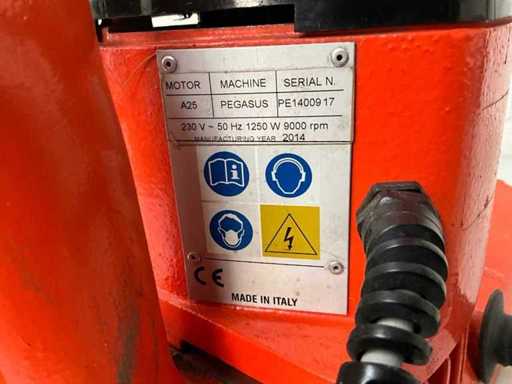 MOTOR MACHINE SERIAL N.
A25 PEGASUS PE1400917
230 V ~ 50 Hz 1250 W 9000 rpm
MANUFACTURING YEAR 2014
i
CE
MADE IN ITALY